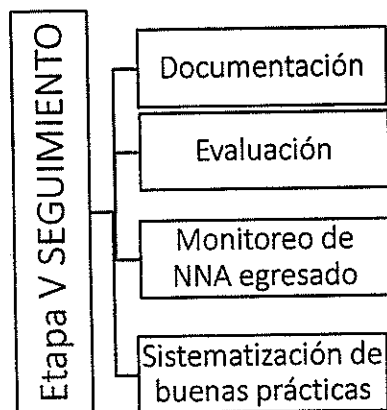 Etapa V SEGUIMIENTO
Documentación
Evaluación
Monitoreo de
NNA egresado
Sistematización de
buenas prácticas